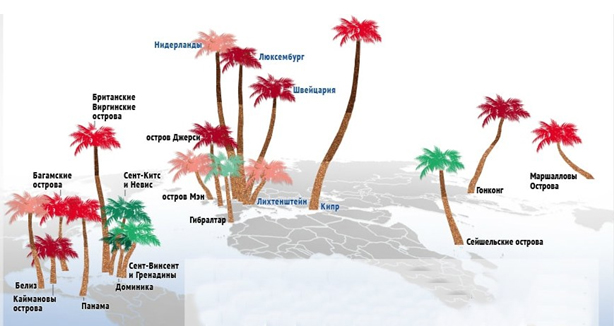 Нидерланды
Люксембург
Швейцария
Британские
Виргинские
острова
остров Джерси
Багамские
острова
Сент-Китс
и Невис
остров Мэн
Лихтенштейн
Кипр
Гибралтар
Гонконг
Маршалловы
Острова
Сейшельские острова
Сент-Винсент
и Гренадины
Доминика
Белиз
Каймановы
острова
Панама